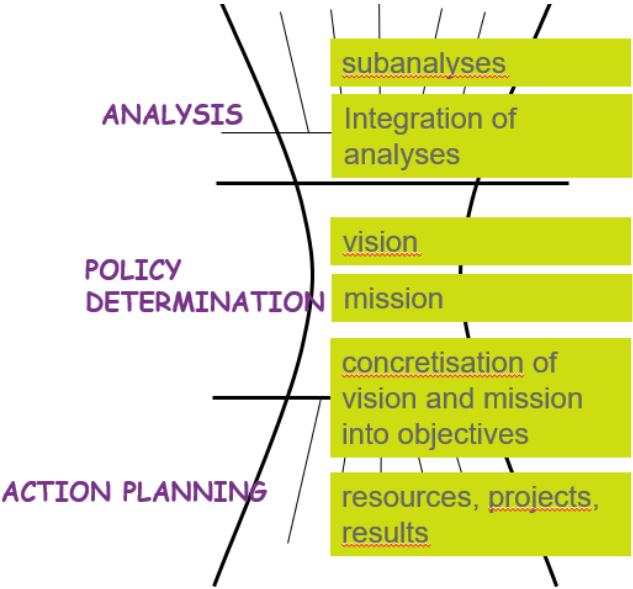 subanalyses
ANALYSIS
Integration of
analyses
vision
POLICY
DETERMINATION
mission
concretisation of
vision and mission
into objectives
ACTION PLANNING
resources, projects,
results